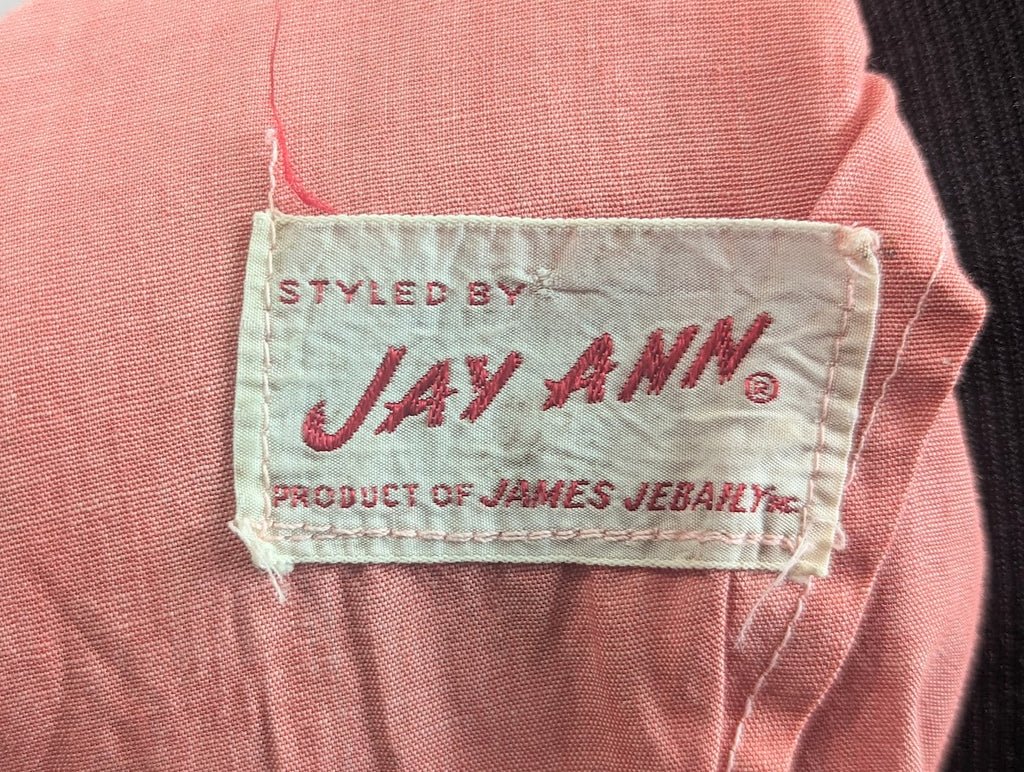 STYLED BY
JAY ANN ®
PRODUCT OF JAMES JEBAILY INC.